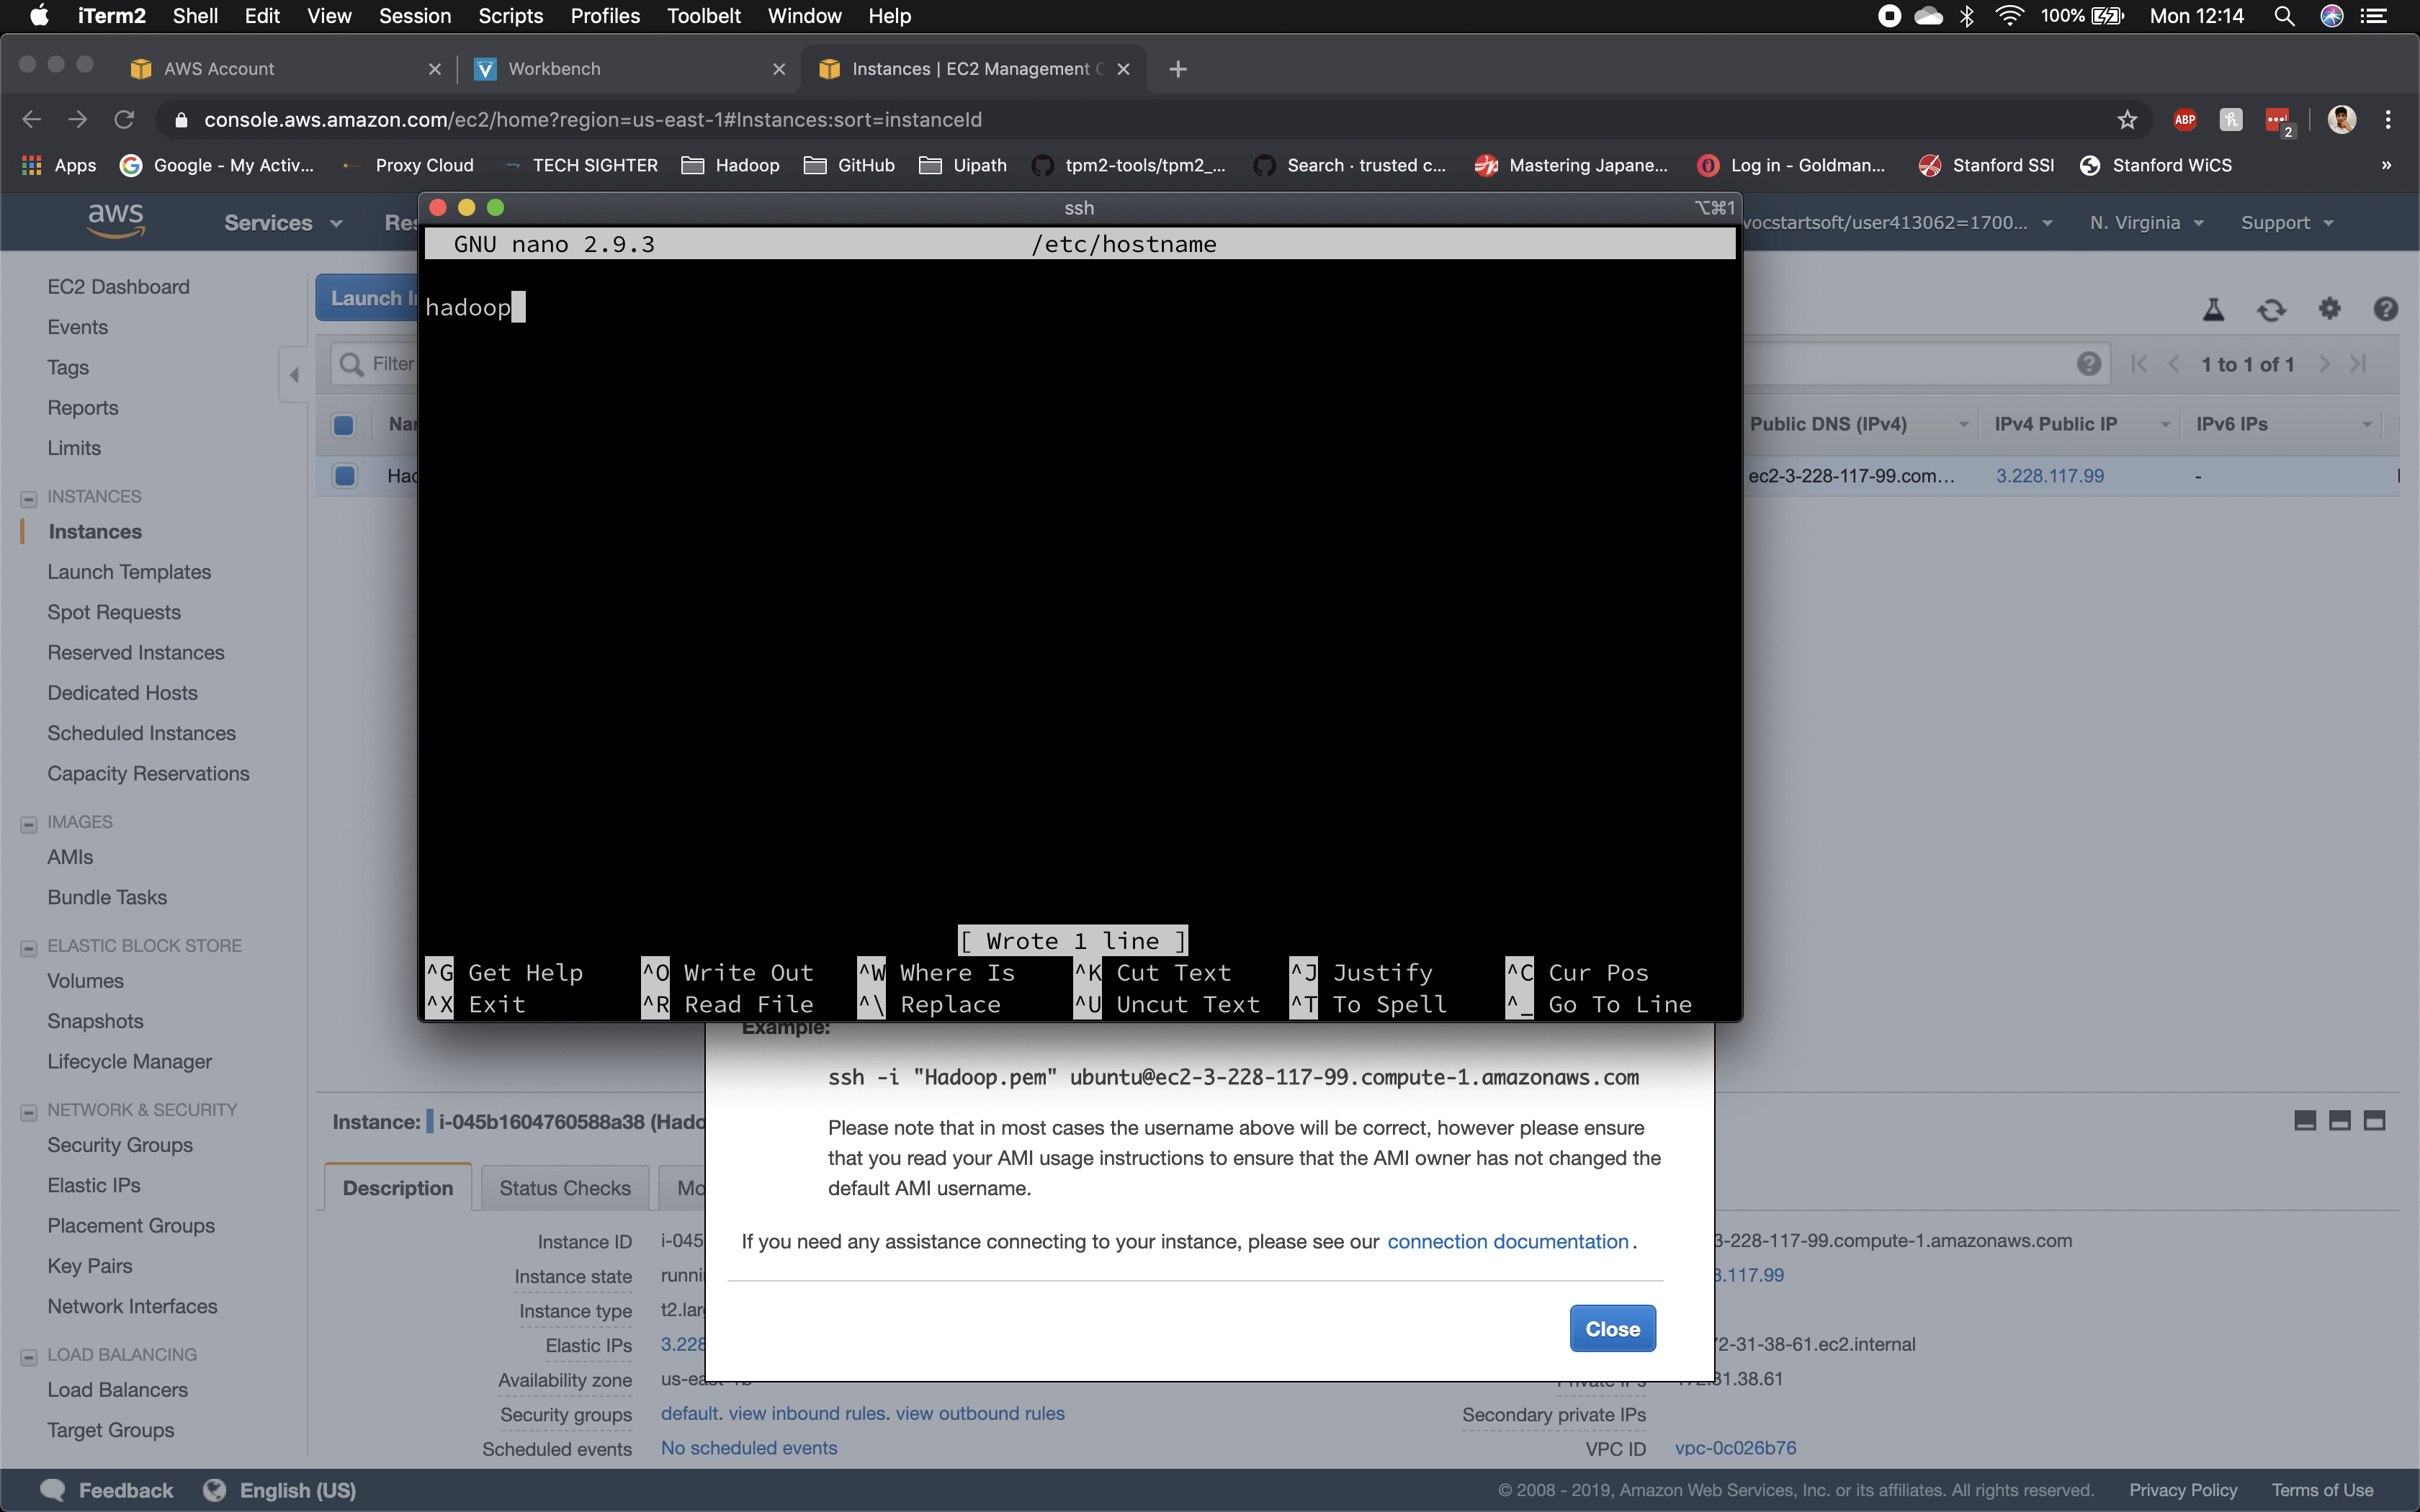 iTerm2 Shell Edit View Session Scripts Profiles Toolbelt Window Help 100% Mon 12:14
AWS Account Workbench Instances | EC2 Management
console.aws.amazon.com/ec2/home?region=us-east-1#Instances:sort=instanceId ABP 2
Apps Google - My Activ... Proxy Cloud TECH SIGHTER Hadoop GitHub Uipath tpm2-tools/tpm2_... Search · trusted c... Mastering Japane... Log in - Goldman... Stanford SSI Stanford WiCS »
aws Services vocstartsoft/user413062=1700... N. Virginia Support
ssh ⌥⌘1
GNU nano 2.9.3 /etc/hostname
hadoop
[ Wrote 1 line ]
^G Get Help ^O Write Out ^W Where Is ^K Cut Text ^J Justify ^C Cur Pos
^X Exit ^R Read File ^\ Replace ^U Uncut Text ^T To Spell ^_ Go To Line
EC2 Dashboard
Events
Tags
Reports
Limits
INSTANCES
Instances
Launch Templates
Spot Requests
Reserved Instances
Dedicated Hosts
Scheduled Instances
Capacity Reservations
IMAGES
AMIs
Bundle Tasks
ELASTIC BLOCK STORE
Volumes
Snapshots
Lifecycle Manager
NETWORK & SECURITY
Security Groups
Elastic IPs
Placement Groups
Key Pairs
Network Interfaces
LOAD BALANCING
Load Balancers
Target Groups
Launch
Filter
1 to 1 of 1
Public DNS (IPv4) IPv4 Public IP IPv6 IPs
ec2-3-228-117-99.com... 3.228.117.99 -
Example:
ssh -i "Hadoop.pem" ubuntu@ec2-3-228-117-99.compute-1.amazonaws.com
Please note that in most cases the username above will be correct, however please ensure
that you read your AMI usage instructions to ensure that the AMI owner has not changed the
default AMI username.
If you need any assistance connecting to your instance, please see our connection documentation .
Close
Instance: i-045b1604760588a38 (Hado
Description Status Checks Mo
Instance ID i-045
Instance state runni
Instance type t2.lar
Elastic IPs 3.228
Availability zone us-east-1b
Security groups default. view inbound rules. view outbound rules
Scheduled events No scheduled events
3-228-117-99.compute-1.amazonaws.com
3.117.99
72-31-38-61.ec2.internal
Private IPs 172.31.38.61
Secondary private IPs
VPC ID vpc-0c026b76
Feedback English (US) © 2008 - 2019, Amazon Web Services, Inc. or its affiliates. All rights reserved. Privacy Policy Terms of Use